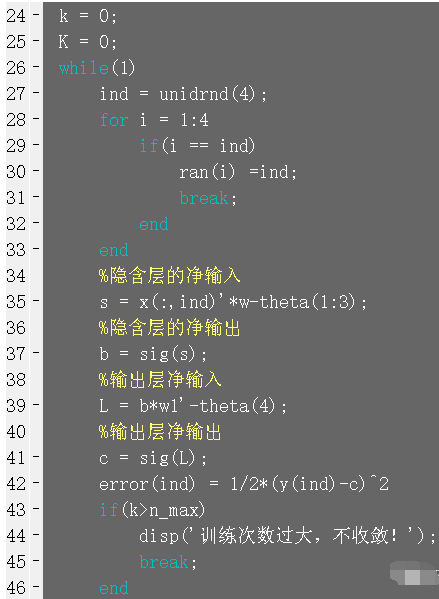 24 - k = 0;
25 - K = 0;
26 - while(1)
27 -     ind = unidrnd(4);
28 -     for i = 1:4
29 -         if(i == ind)
30 -             ran(i) =ind;
31 -             break;
32 -         end
33 -     end
34     %隐含层的净输入
35 -     s = x(:,ind)'*w-theta(1:3);
36     %隐含层的净输出
37 -     b = sig(s);
38     %输出层净输入
39 -     L = b*w1'-theta(4);
40     %输出层净输出
41 -     c = sig(L);
42 -     error(ind) = 1/2*(y(ind)-c)^2
43 -     if(k>n_max)
44 -         disp('训练次数过大，不收敛！');
45 -         break;
46 -     end